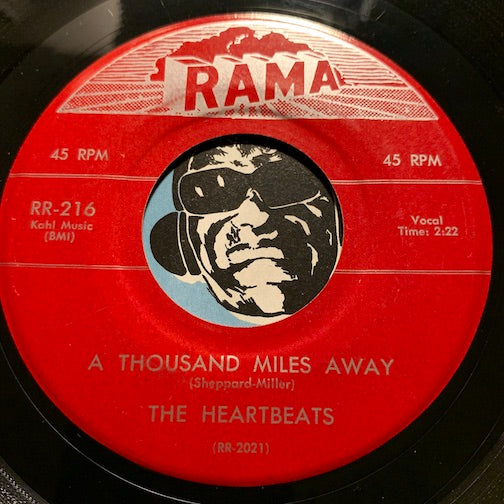 RAMA
45 RPM
45 RPM
RR-216
Kahl Music
(BMI)
Vocal
Time: 2:22
A THOUSAND MILES AWAY
(Sheppard-Miller)
THE HEARTBEATS
(RR-2021)